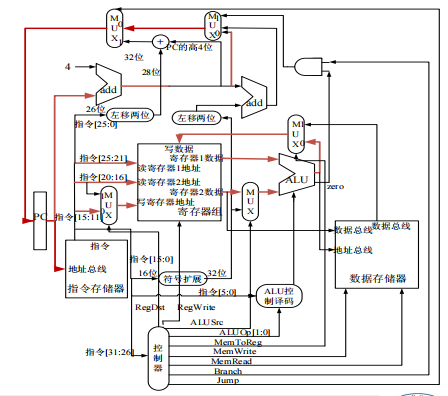 M
U
X
0
1
M
U
X
1
0
PC的高4位
+
32位
28位
4
add
add
26位
左移两位
左移两位
指令[25:0]
写数据
寄存器1数据
指令[25:21]
读寄存器1地址
指令[20:16]
读寄存器2地址
寄存器2数据
写寄存器地址
寄存器组
M
U
X
M
U
X
M
U
X
ALU
zero
PC
指令[15:11]
指令
地址总线
指令存储器
指令[15:0]
16位
符号扩展
32位
指令[5:0]
ALU控
制译码
数据总线
数据总线
地址总线
数据存储器
RegDst
RegWrite
ALUSrc
ALUOp[1:0]
MemToReg
MemWrite
MemRead
Branch
Jump
指令[31:26]
控
制
器